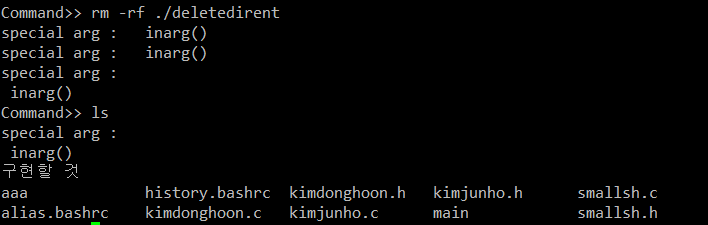 Command>> rm -rf ./deletedirent
special arg :   inarg()
special arg :   inarg()
special arg :
 inarg()
Command>> ls
special arg :
 inarg()
구현할 것
aaa             history.bashrc  kimdonghoon.h   kimjunho.h      smallsh.c
alias.bashrc    kimdonghoon.c   kimjunho.c      main            smallsh.h